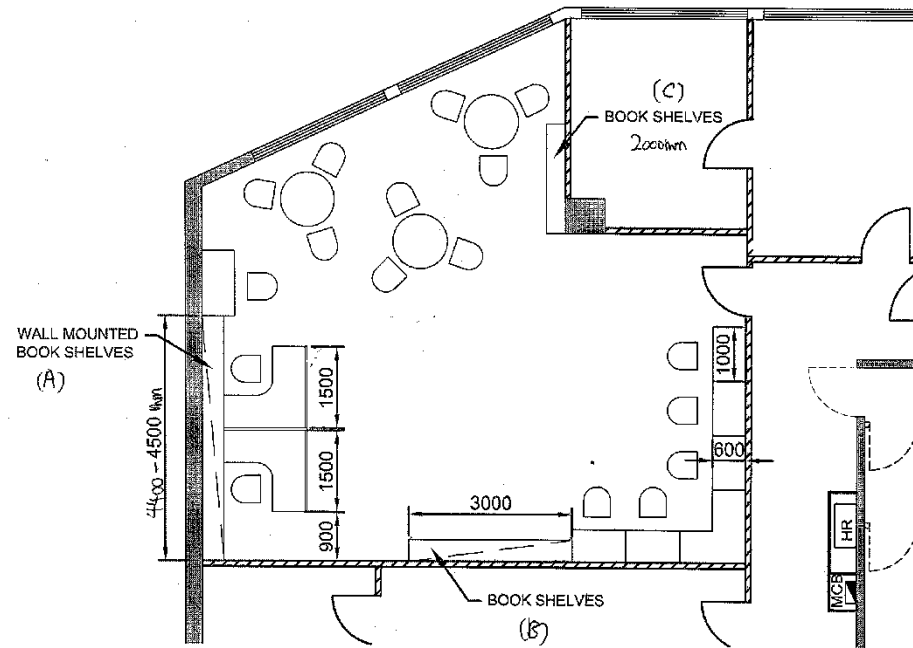 (C)
BOOK SHELVES
2000mm
WALL MOUNTED
BOOK SHELVES
(A)
4400 - 4500 mm
1500
1500
900
3000
1000
600
HR
MCB
BOOK SHELVES
(B)